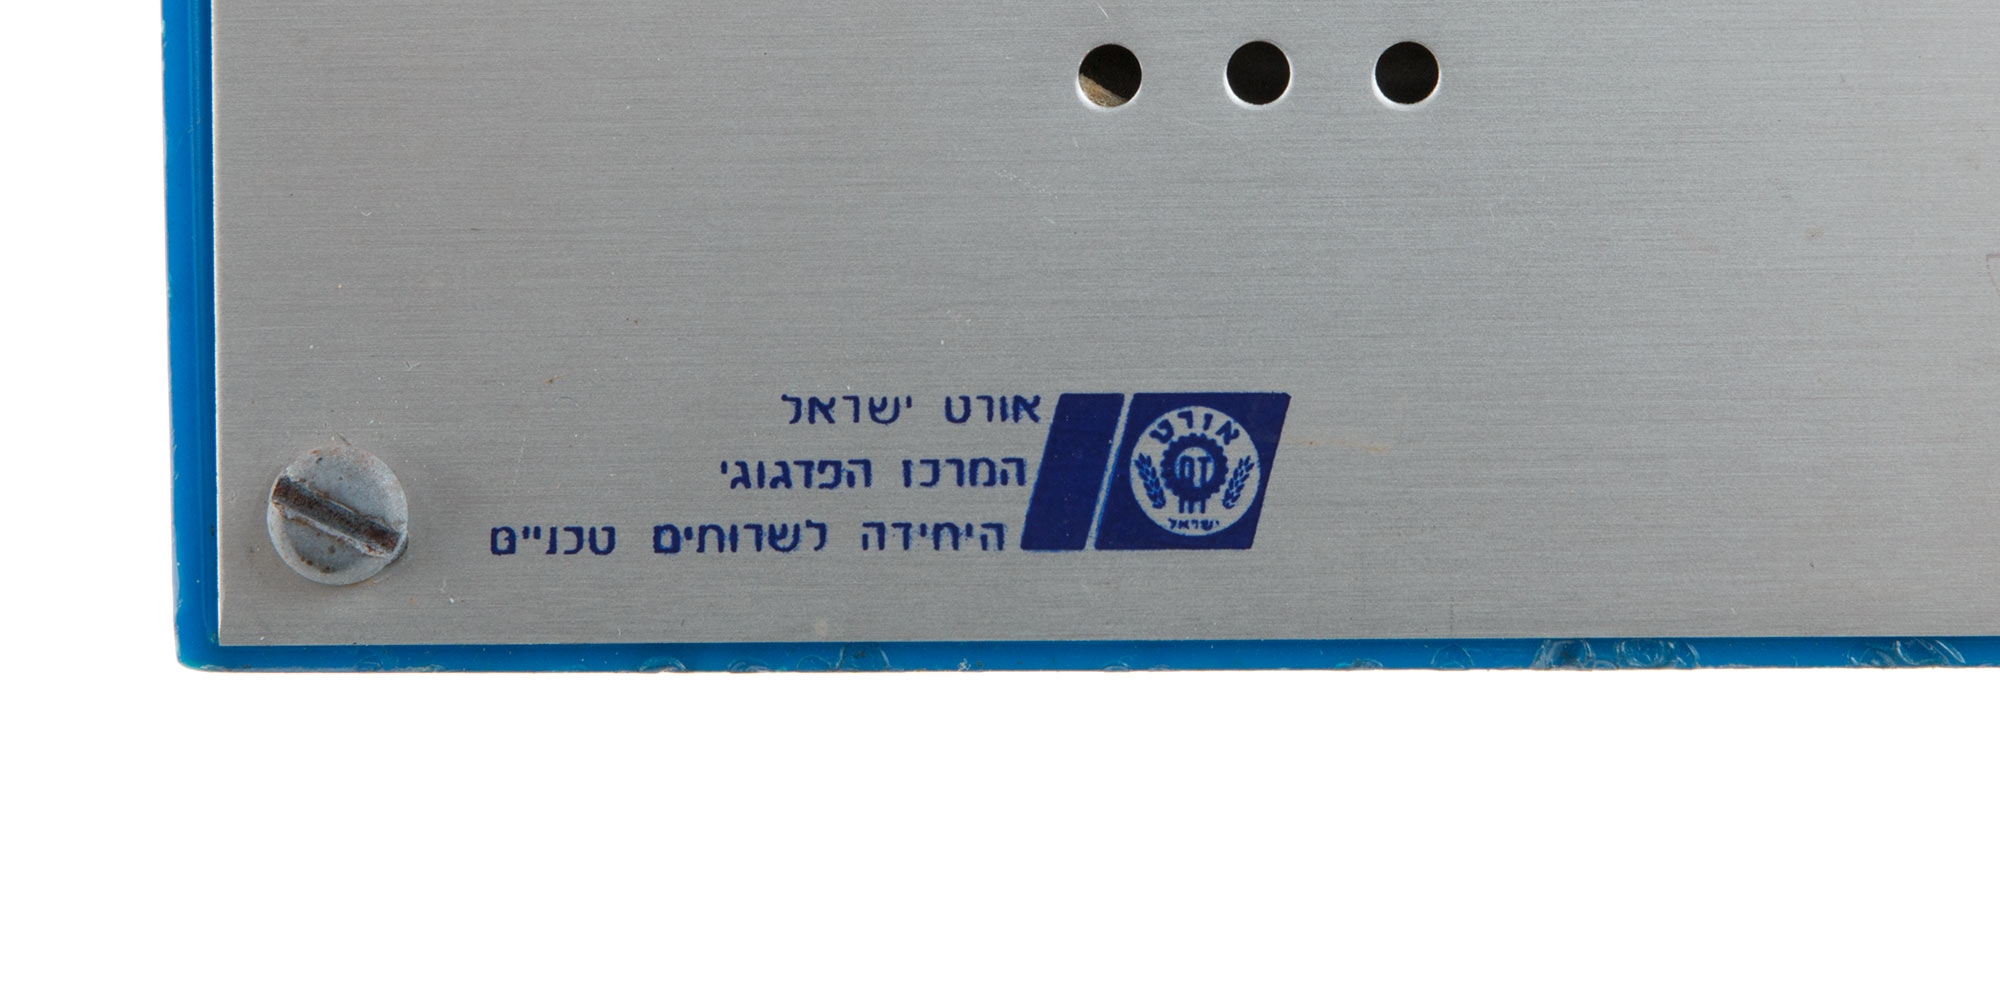 אורט ישראל
המרכז הפדגוגי
היחידה לשרותים טכניים
אורט
ישראל